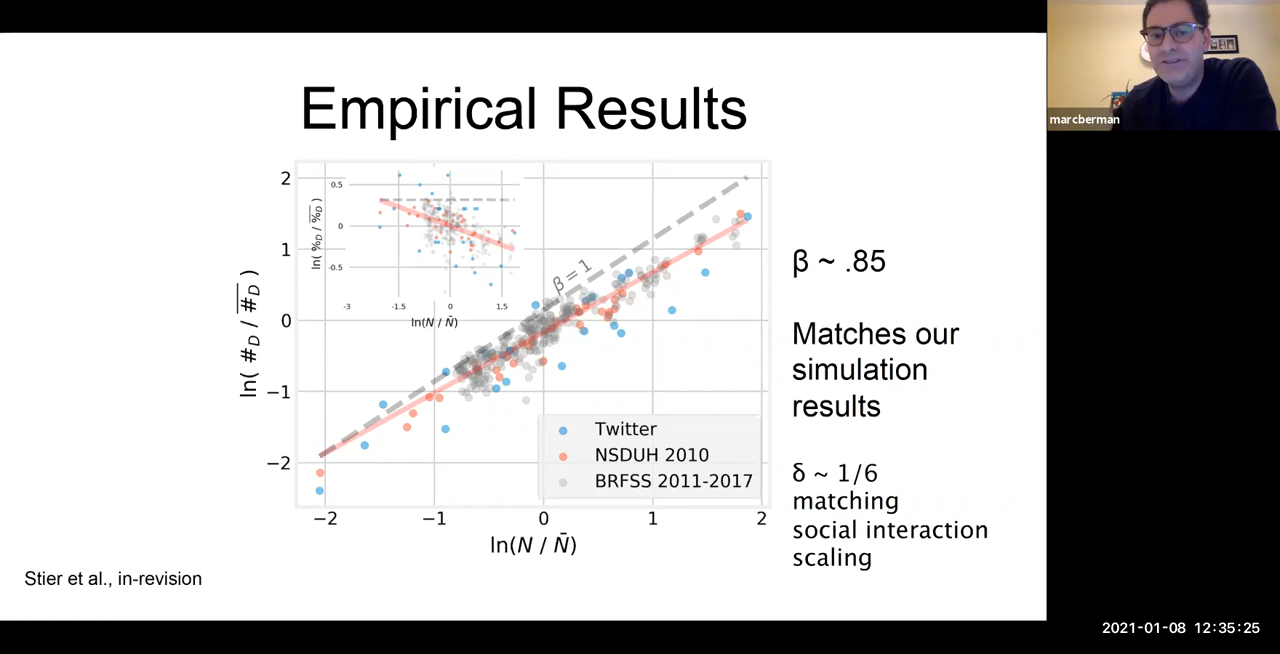 Empirical Results
marcberman
2
1
0
−1
−2
ln( #D / #D )
0.5
0
-0.5
ln( %D / %D )
-3
-1.5
0
1.5
ln(N / N̄)
β = 1
Twitter
NSDUH 2010
BRFSS 2011-2017
−2
−1
0
1
2
ln(N / N̄)
β ~ .85
Matches our
simulation
results
δ ~ 1/6
matching
social interaction
scaling
Stier et al., in-revision
2021-01-08 12:35:25